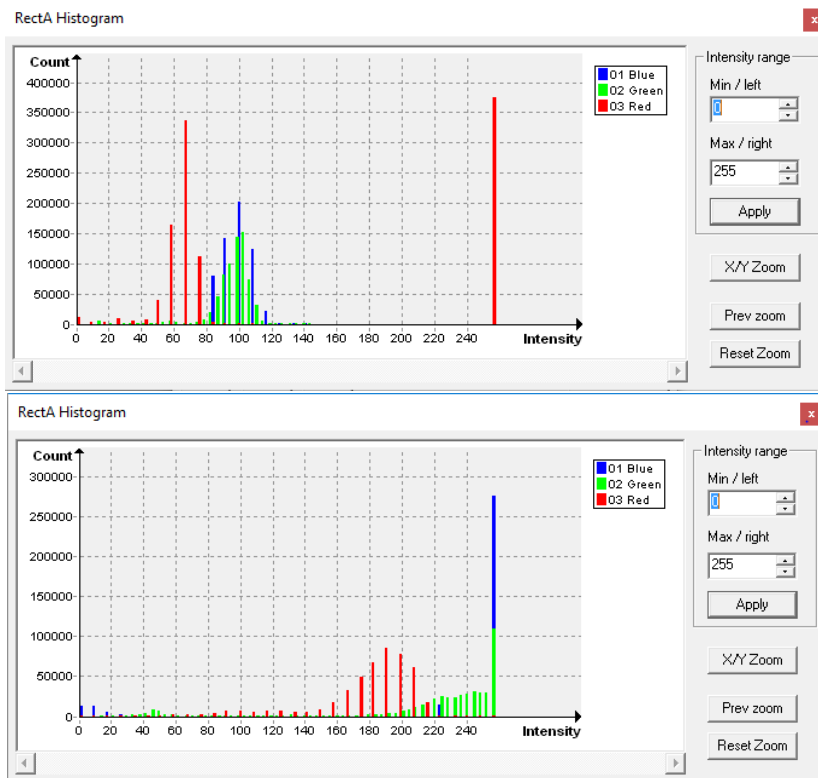 RectA Histogram
x
Count
400000
350000
300000
250000
200000
150000
100000
50000
0
0 20 40 60 80 100 120 140 160 180 200 220 240
Intensity
01 Blue
02 Green
03 Red
Intensity range
Min / left
0
Max / right
255
Apply
X/Y Zoom
Prev zoom
Reset Zoom
RectA Histogram
x
Count
300000
250000
200000
150000
100000
50000
0
0 20 40 60 80 100 120 140 160 180 200 220 240
Intensity
01 Blue
02 Green
03 Red
Intensity range
Min / left
0
Max / right
255
Apply
X/Y Zoom
Prev zoom
Reset Zoom